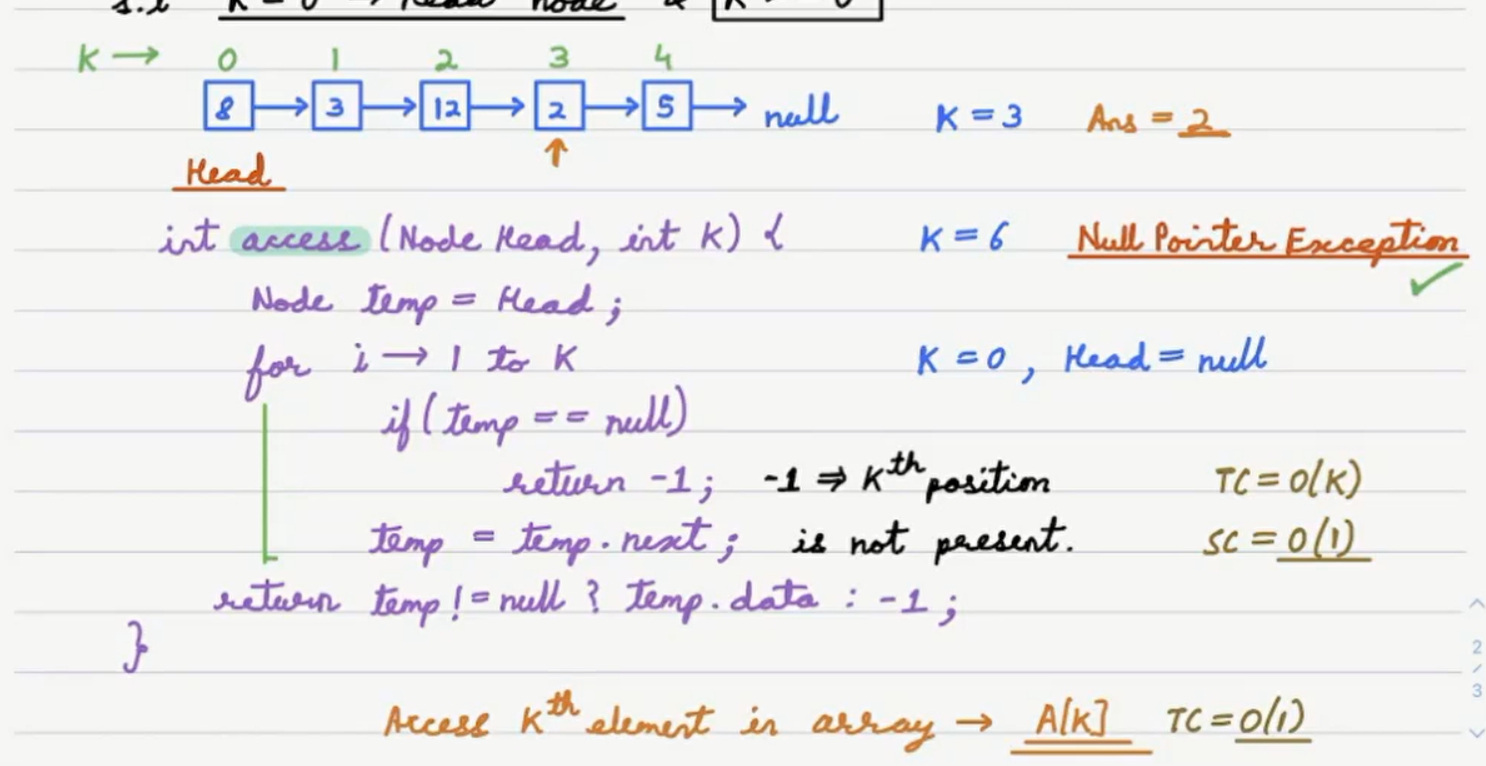 K → 0 1 2 3 4
8 → 3 → 12 → 2 → 5 → null K = 3 Ans = 2
↑
Head
int access (Node Head, int K) { K = 6 Null Pointer Exception ✓
Node temp = Head ;
for i → 1 to K K = 0 , Head = null
if ( temp == null)
return -1 ; -1 ⇒ Kth position TC = O(K)
temp = temp.next ; is not present. SC = O(1)
return temp != null ? temp.data : -1 ;
}
Access Kth element in array → A[K] TC = O(1)
2
/
3